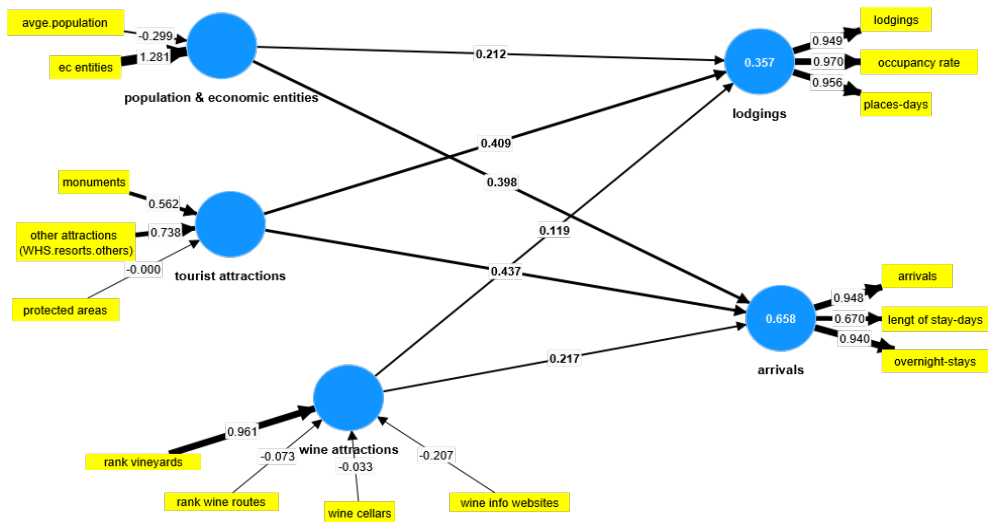 avge.population
-0.299
ec entities
1.281
population & economic entities
0.212
lodgings
0.949
0.357
0.970
occupancy rate
0.956
places-days
lodgings
0.409
0.398
monuments
0.562
other attractions
(WHS.resorts.others)
0.738
-0.000
protected areas
tourist attractions
0.119
0.437
arrivals
0.948
0.658
0.670
lengt of stay-days
0.940
overnight-stays
arrivals
0.217
rank vineyards
0.961
wine attractions
-0.073
-0.033
-0.207
rank wine routes
wine cellars
wine info websites